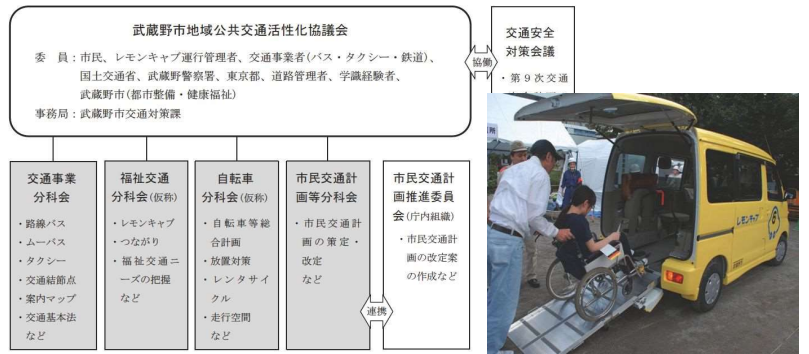 武蔵野市地域公共交通活性化協議会
委　員：市民、レモンキャブ運行管理者、交通事業者(バス・タクシー・鉄道)、
国土交通省、武蔵野警察署、東京都、道路管理者、学識経験者、
武蔵野市(都市整備・健康福祉)
事務局：武蔵野市交通対策課
協働
交通安全
対策会議
・第9次交通
交通事業
分科会
・路線バス
・ムーバス
・タクシー
・交通結節点
・案内マップ
・交通基本法
など
福祉交通
分科会(仮称)
・レモンキャブ
・つながり
・福祉交通ニ
ーズの把握
など
自転車
分科会(仮称)
・自転車等総
合計画
・放置対策
・レンタサイ
クル
・走行空間
など
市民交通計
画等分科会
・市民交通計
画の策定・
改定
など
連携
市民交通計
画推進委員
会(庁内組織)
・市民交通計
画の改定案
の作成など
レモンキャブ